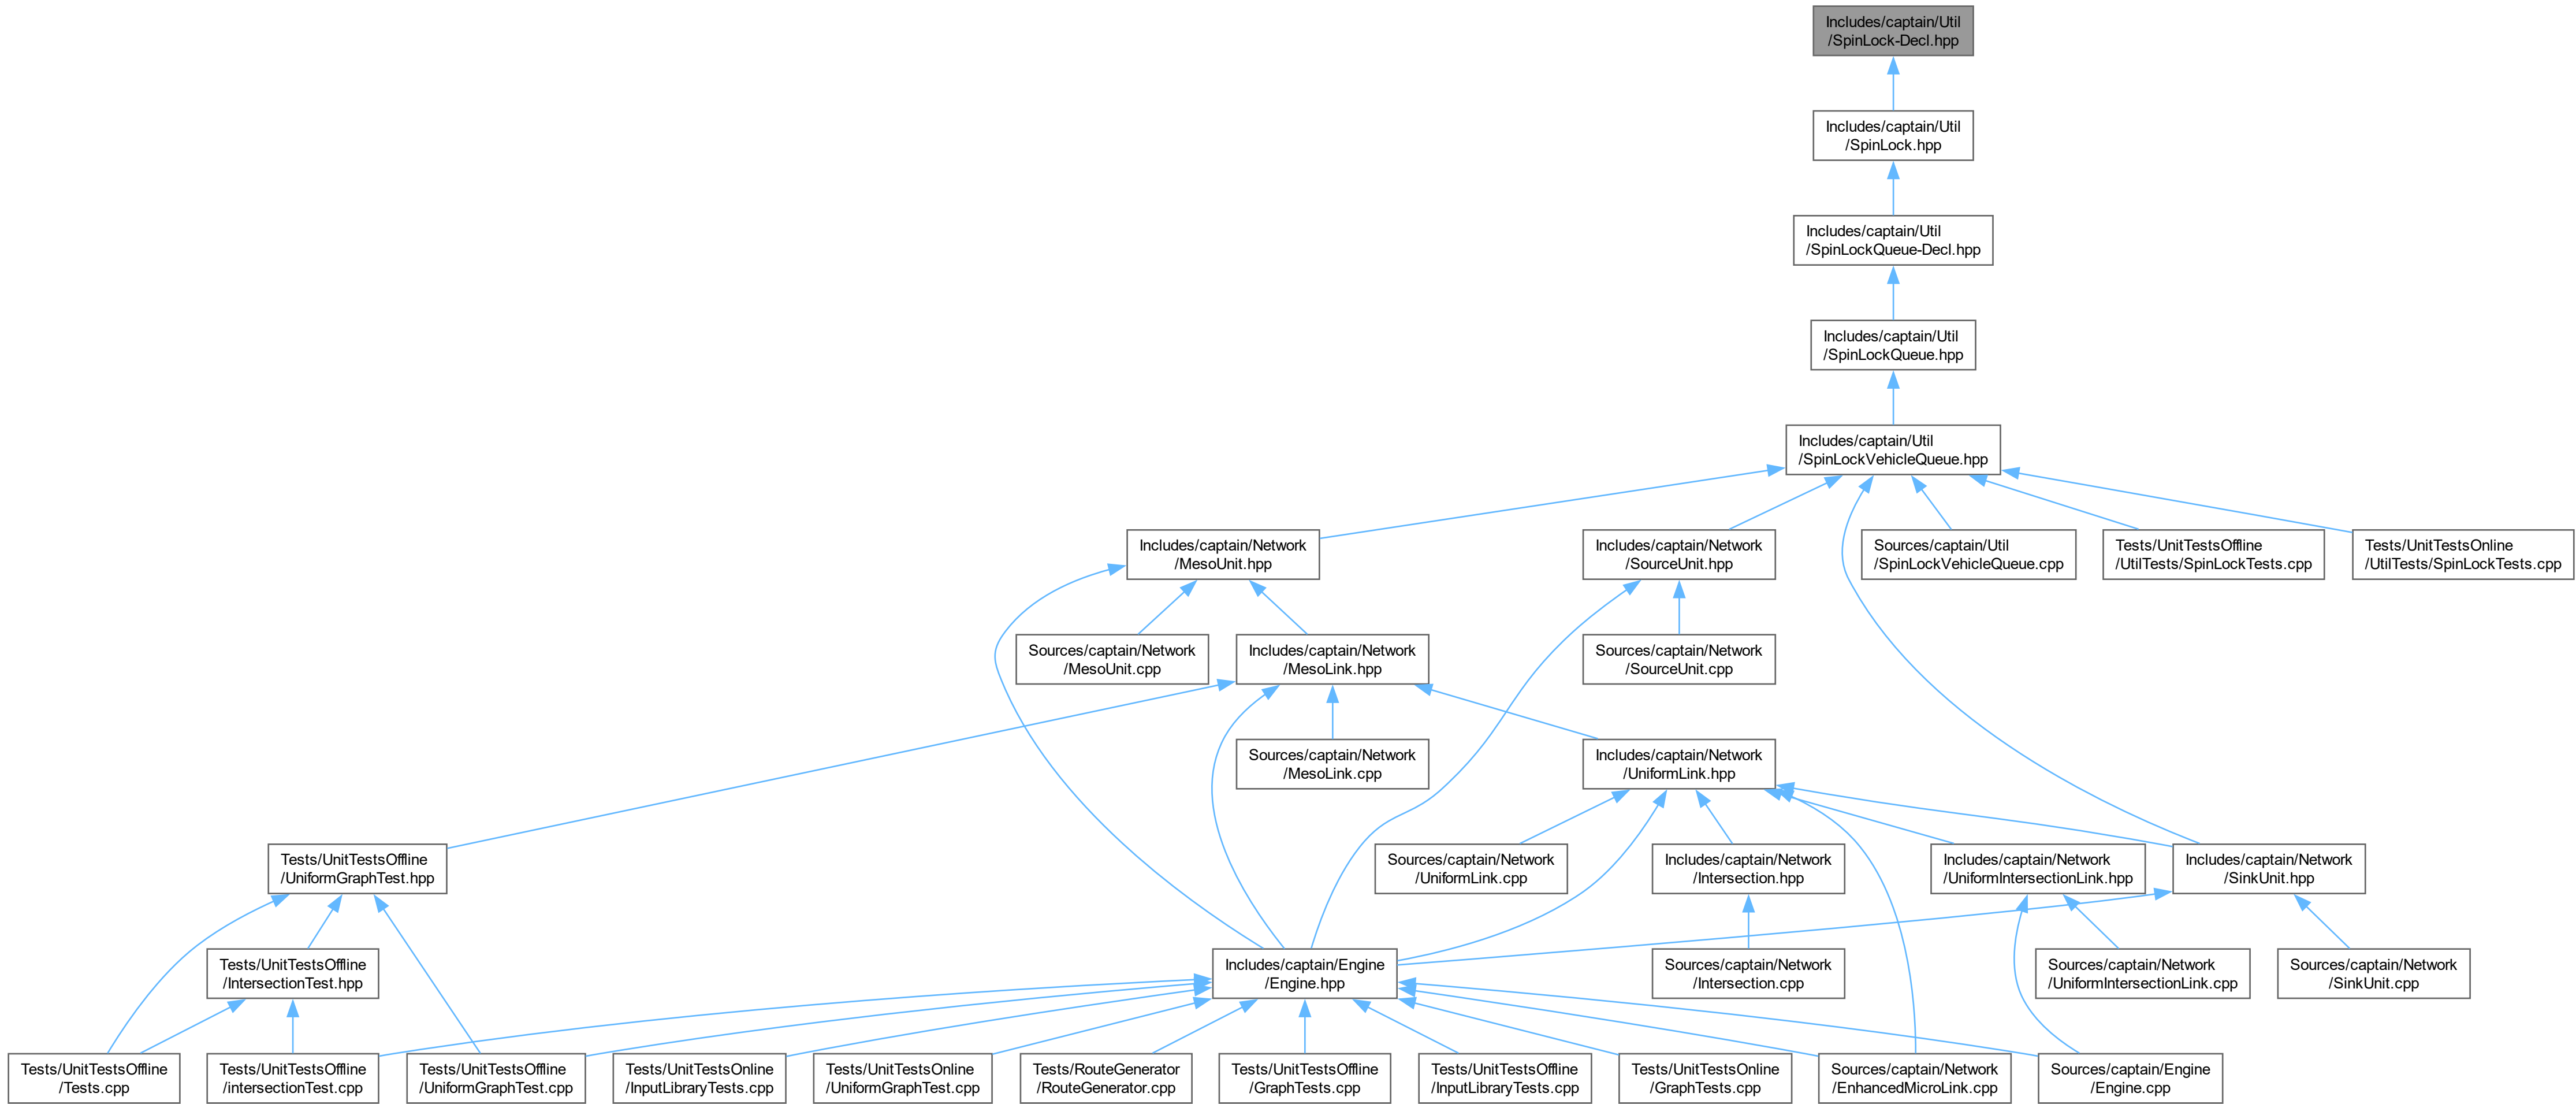 Includes/captain/Util
/SpinLock-Decl.hpp
Includes/captain/Util
/SpinLock.hpp
Includes/captain/Util
/SpinLockQueue-Decl.hpp
Includes/captain/Util
/SpinLockQueue.hpp
Includes/captain/Util
/SpinLockVehicleQueue.hpp
Includes/captain/Network
/MesoUnit.hpp
Includes/captain/Network
/SourceUnit.hpp
Sources/captain/Util
/SpinLockVehicleQueue.cpp
Tests/UnitTestsOffline
/UtilTests/SpinLockTests.cpp
Tests/UnitTestsOnline
/UtilTests/SpinLockTests.cpp
Sources/captain/Network
/MesoUnit.cpp
Includes/captain/Network
/MesoLink.hpp
Sources/captain/Network
/SourceUnit.cpp
Sources/captain/Network
/MesoLink.cpp
Includes/captain/Network
/UniformLink.hpp
Tests/UnitTestsOffline
/UniformGraphTest.hpp
Sources/captain/Network
/UniformLink.cpp
Includes/captain/Network
/Intersection.hpp
Includes/captain/Network
/UniformIntersectionLink.hpp
Includes/captain/Network
/SinkUnit.hpp
Tests/UnitTestsOffline
/IntersectionTest.hpp
Includes/captain/Engine
/Engine.hpp
Sources/captain/Network
/Intersection.cpp
Sources/captain/Network
/UniformIntersectionLink.cpp
Sources/captain/Network
/SinkUnit.cpp
Tests/UnitTestsOffline
/Tests.cpp
Tests/UnitTestsOffline
/intersectionTest.cpp
Tests/UnitTestsOffline
/UniformGraphTest.cpp
Tests/UnitTestsOnline
/InputLibraryTests.cpp
Tests/UnitTestsOnline
/UniformGraphTest.cpp
Tests/RouteGenerator
/RouteGenerator.cpp
Tests/UnitTestsOffline
/GraphTests.cpp
Tests/UnitTestsOffline
/InputLibraryTests.cpp
Tests/UnitTestsOnline
/GraphTests.cpp
Sources/captain/Network
/EnhancedMicroLink.cpp
Sources/captain/Engine
/Engine.cpp